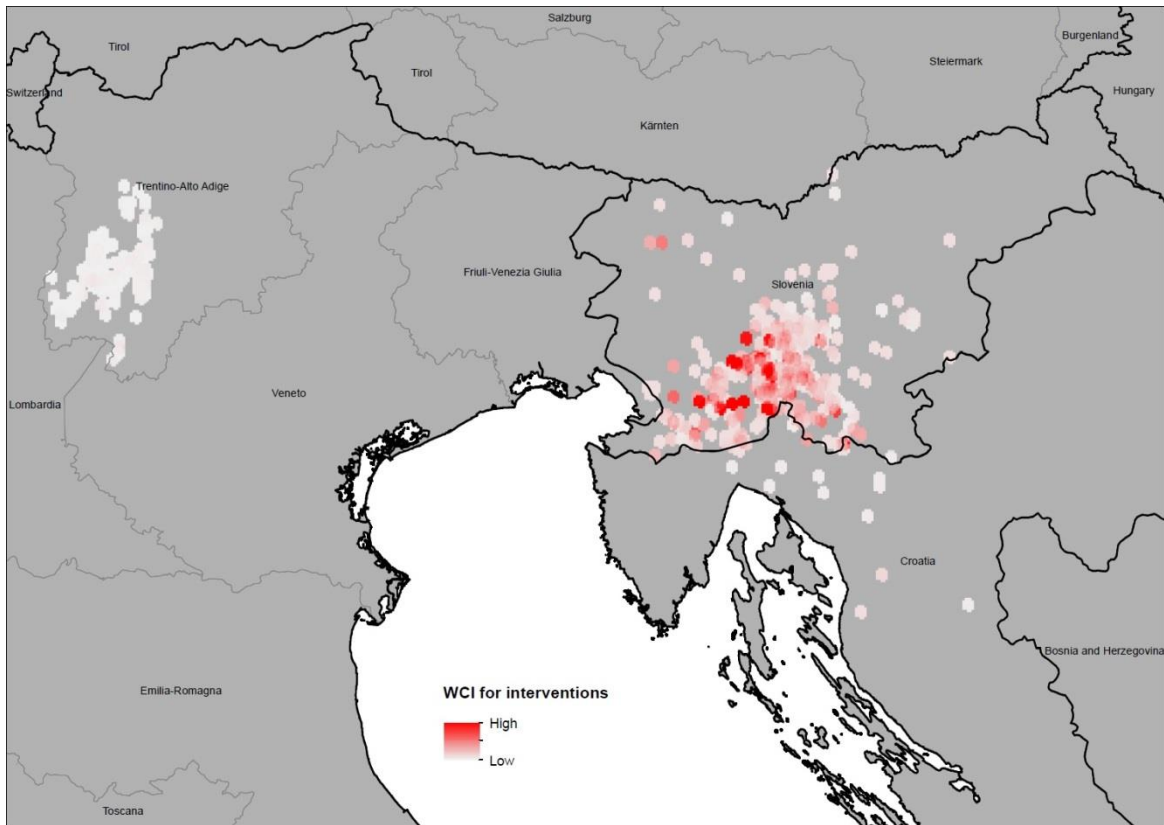 Salzburg
Burgenland
Tirol
Steiermark
Tirol
Switzerland
Hungary
Kärnten
Trentino-Alto Adige
Friuli-Venezia Giulia
Slovenia
Lombardia
Veneto
Croatia
Bosnia and Herzegovina
Emilia-Romagna
WCI for interventions
High
Low
Toscana